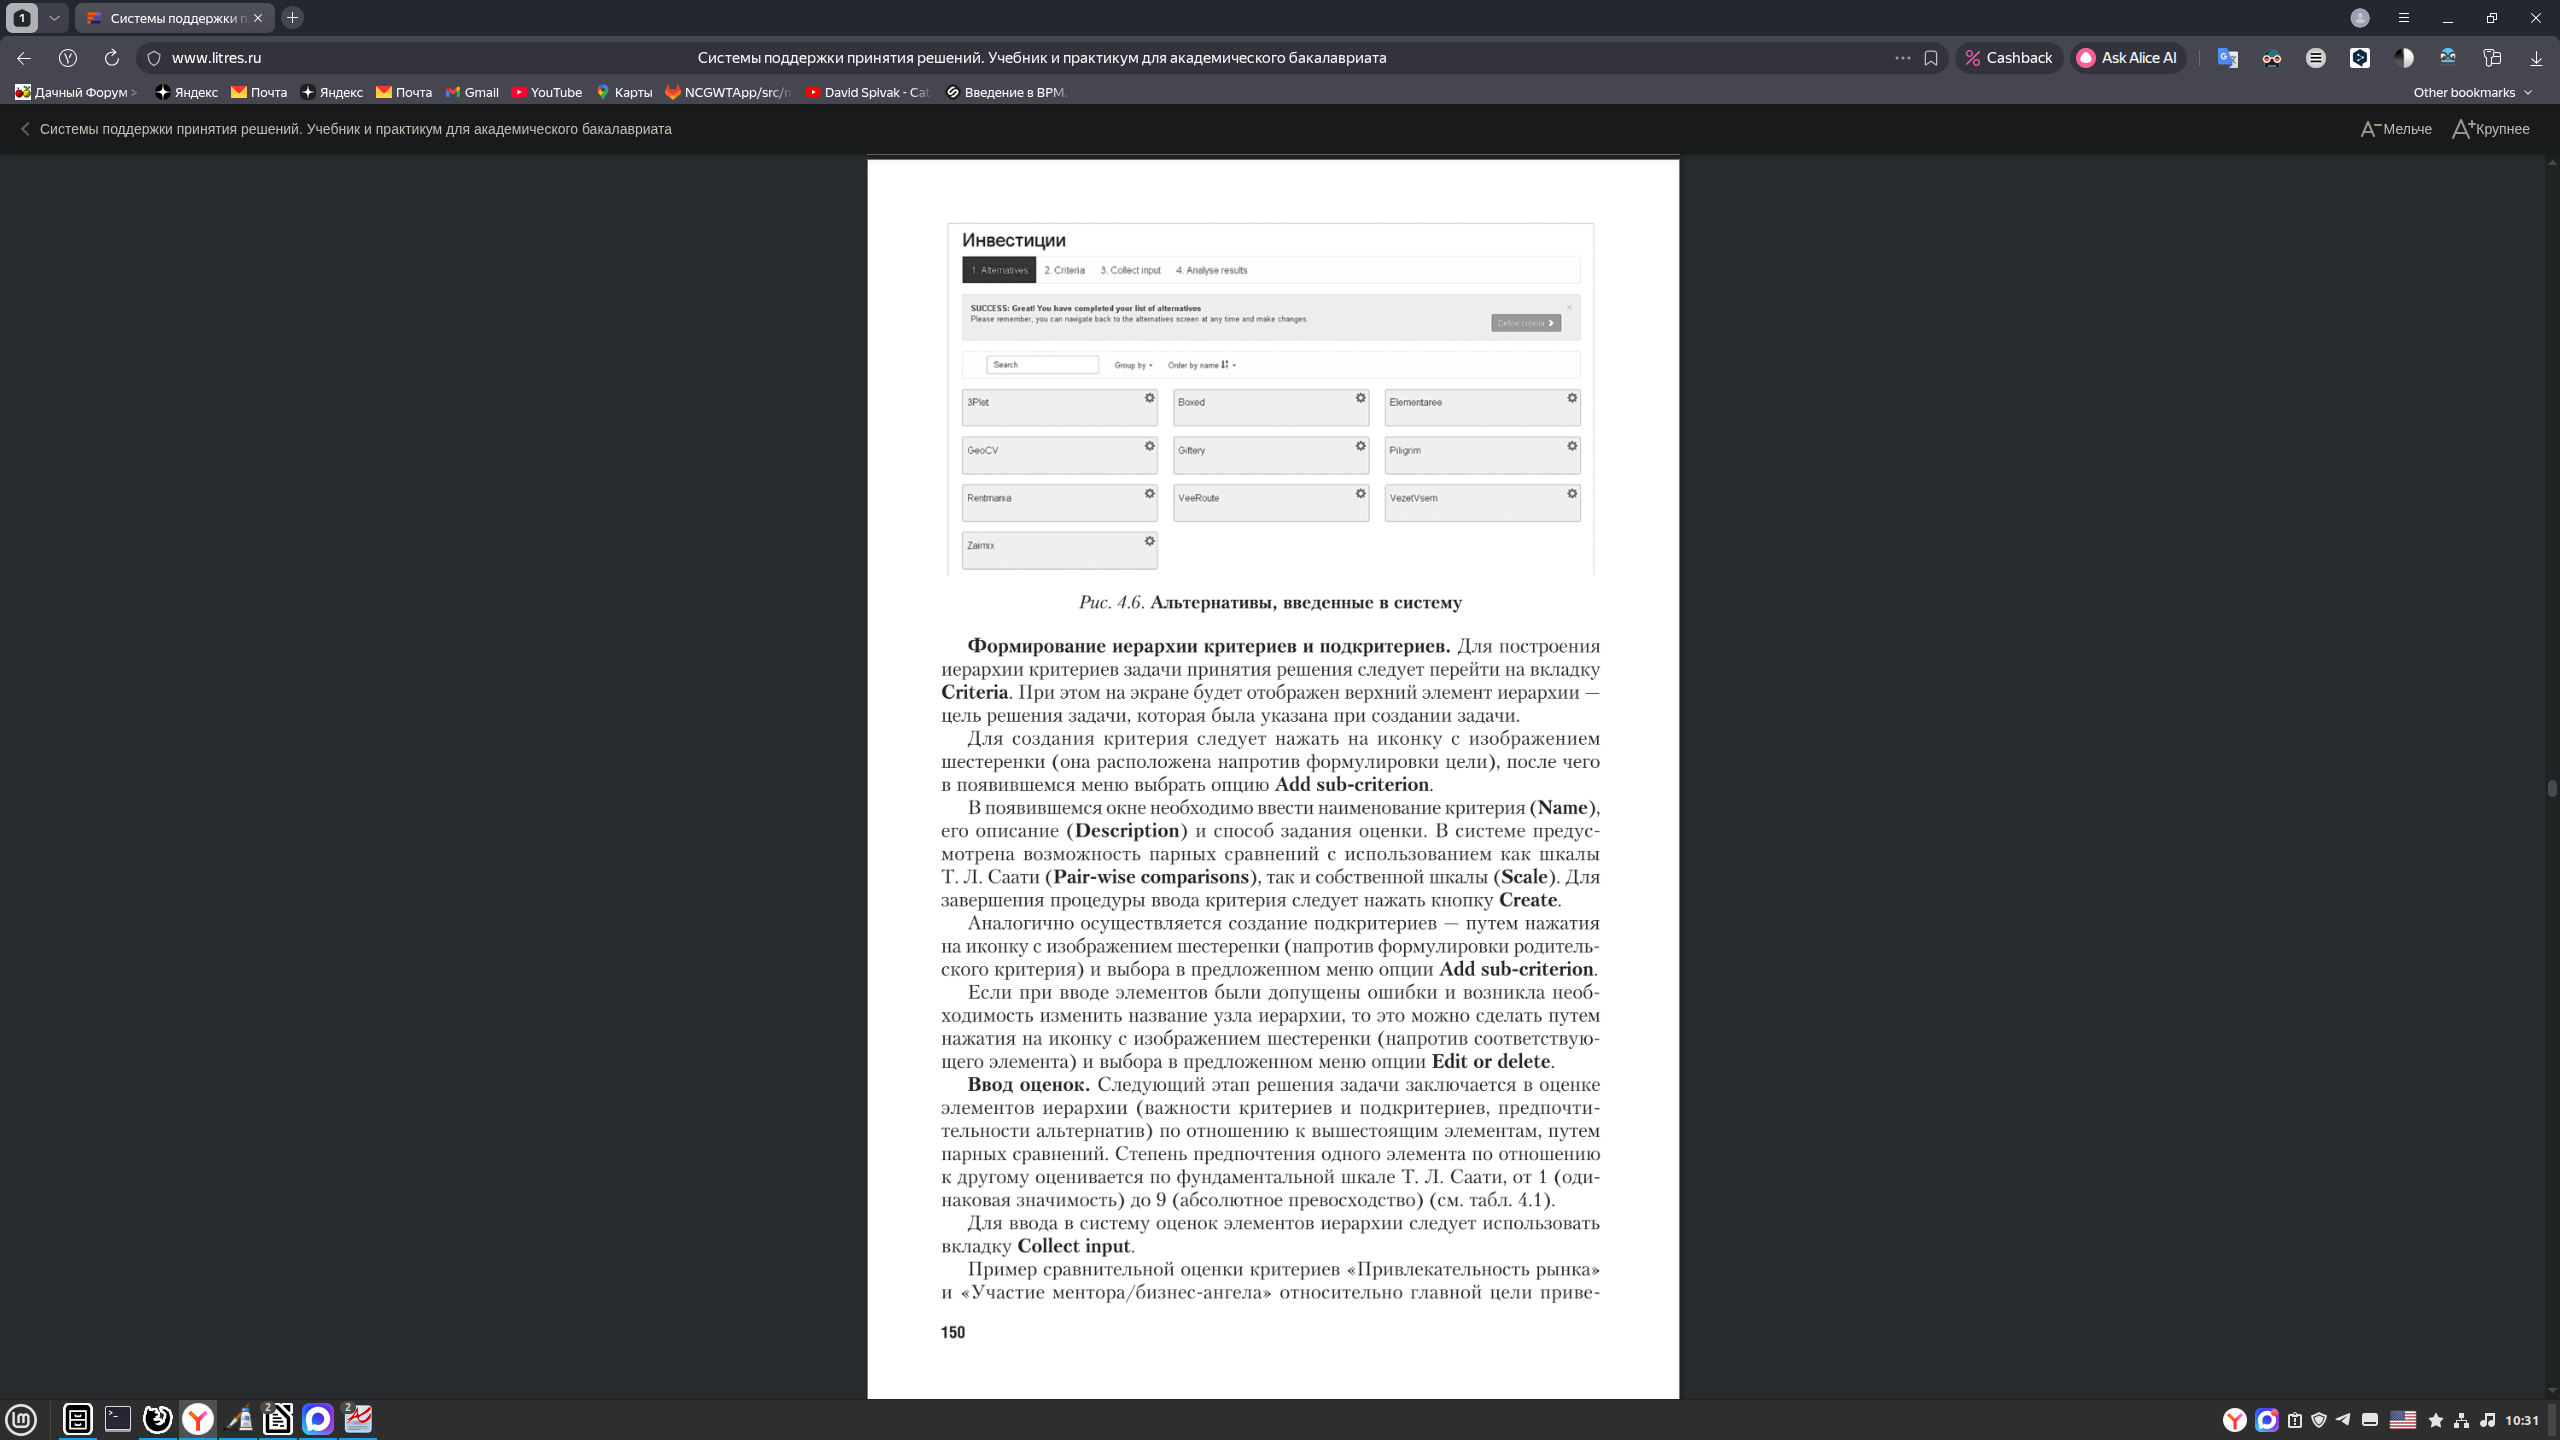 1
Системы поддержки п
www.litres.ru
Системы поддержки принятия решений. Учебник и практикум для академического бакалавриата
Cashback
Ask Alice AI
Дачный Форум >
Яндекс
Почта
Яндекс
Почта
Gmail
YouTube
Карты
NCGWTApp/src/
David Spivak - Cat
Введение в BPM.
Other bookmarks
Системы поддержки принятия решений. Учебник и практикум для академического бакалавриата
A- Мельче
A+ Крупнее
Инвестиции
1. Alternatives 2. Criteria 3. Collect input 4. Analyse results
SUCCESS: Great! You have completed your list of alternatives
Please remember, you can navigate back to the alternatives screen at any time and make changes.
Define criteria
Search Group by Order by name
3Plet Boxed Elementaree
GeoCV Giftery Piligrim
Rentmania VeeRoute VezetVsem
Zaimix
Рис. 4.6. Альтернативы, введенные в систему
Формирование иерархии критериев и подкритериев. Для построения
иерархии критериев задачи принятия решения следует перейти на вкладку
Criteria. При этом на экране будет отображен верхний элемент иерархии —
цель решения задачи, которая была указана при создании задачи.
Для создания критерия следует нажать на иконку с изображением
шестеренки (она расположена напротив формулировки цели), после чего
в появившемся меню выбрать опцию Add sub-criterion.
В появившемся окне необходимо ввести наименование критерия (Name),
его описание (Description) и способ задания оценки. В системе предус-
мотрена возможность парных сравнений с использованием как шкалы
Т. Л. Саати (Pair-wise comparisons), так и собственной шкалы (Scale). Для
завершения процедуры ввода критерия следует нажать кнопку Create.
Аналогично осуществляется создание подкритериев — путем нажатия
на иконку с изображением шестеренки (напротив формулировки родитель-
ского критерия) и выбора в предложенном меню опции Add sub-criterion.
Если при вводе элементов были допущены ошибки и возникла необ-
ходимость изменить название узла иерархии, то это можно сделать путем
нажатия на иконку с изображением шестеренки (напротив соответствую-
щего элемента) и выбора в предложенном меню опции Edit or delete.
Ввод оценок. Следующий этап решения задачи заключается в оценке
элементов иерархии (важности критериев и подкритериев, предпочти-
тельности альтернатив) по отношению к вышестоящим элементам, путем
парных сравнений. Степень предпочтения одного элемента по отношению
к другому оценивается по фундаментальной шкале Т. Л. Саати, от 1 (оди-
наковая значимость) до 9 (абсолютное превосходство) (см. табл. 4.1).
Для ввода в систему оценок элементов иерархии следует использовать
вкладку Collect input.
Пример сравнительной оценки критериев «Привлекательность рынка»
и «Участие ментора/бизнес-ангела» относительно главной цели приве-
150
2
2
10:31